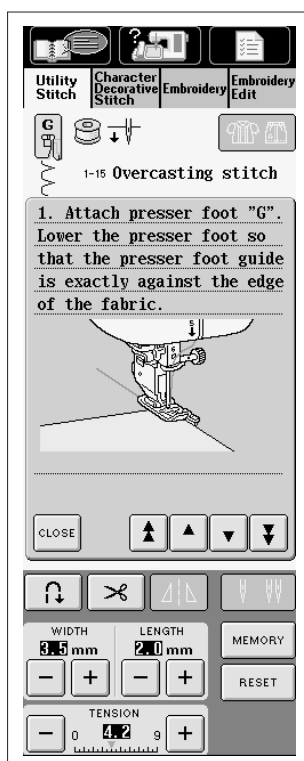 ?
Utility Stitch
Character Decorative Stitch
Embroidery
Embroidery Edit
G
1-15 Overcasting stitch
1. Attach presser foot "G".
Lower the presser foot so
that the presser foot guide
is exactly against the edge
of the fabric.
5
G
CLOSE
WIDTH
3.5 mm
− +
LENGTH
2.0 mm
− +
MEMORY
RESET
TENSION
− 0 4.2 9 +